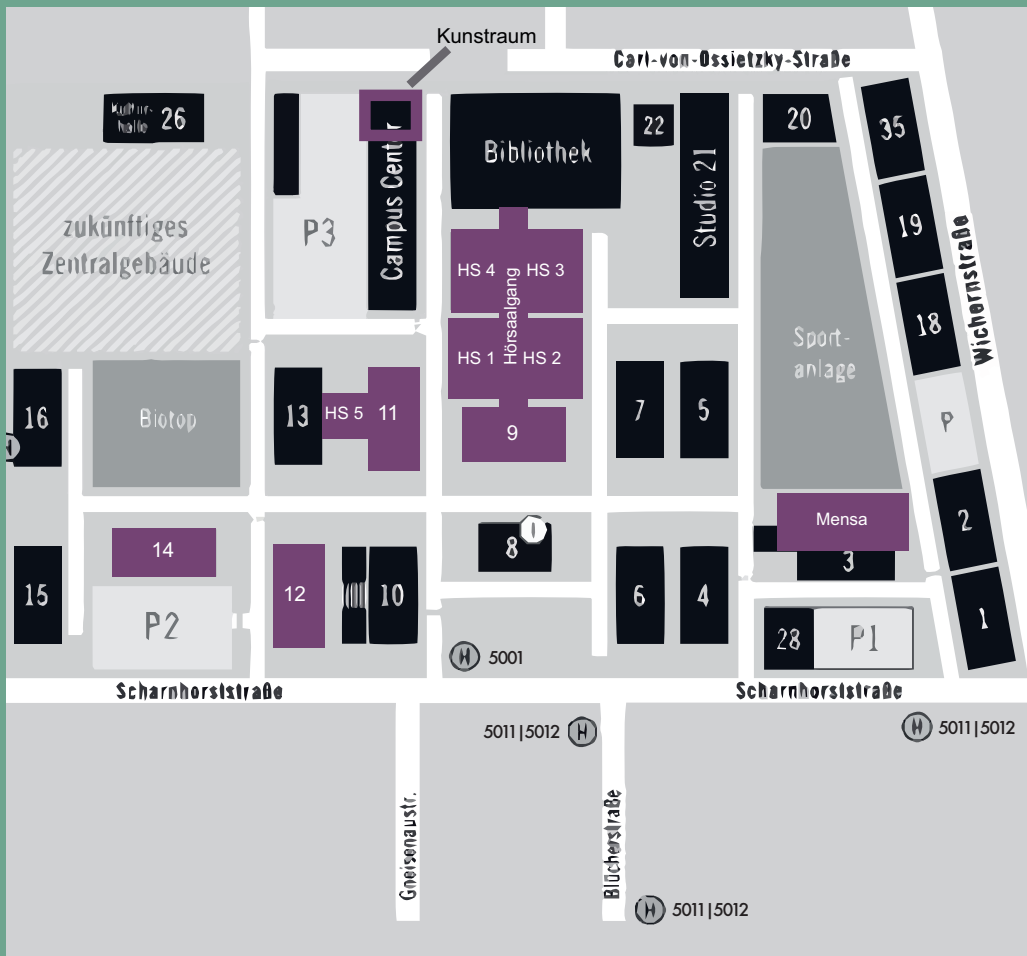 Kunstraum
Carl-von-Ossietzky-Straße
Kultur-
halle 26
22
20
35
Bibliothek
Campus Center
Studio 21
zukünftiges
Zentralgebäude
P3
19
Wichernstraße
HS 4
HS 3
Hörsaalgang
18
Sport-
anlage
HS 1
HS 2
16
H
Biotop
13
HS 5
11
9
7
5
P
Mensa
2
14
8
i
3
15
P2
12
10
6
4
1
28
P1
H 5001
Scharnhorststraße
Scharnhorststraße
5011|5012 H
H 5011|5012
Gneisenaustr.
Blücherstraße
H 5011|5012